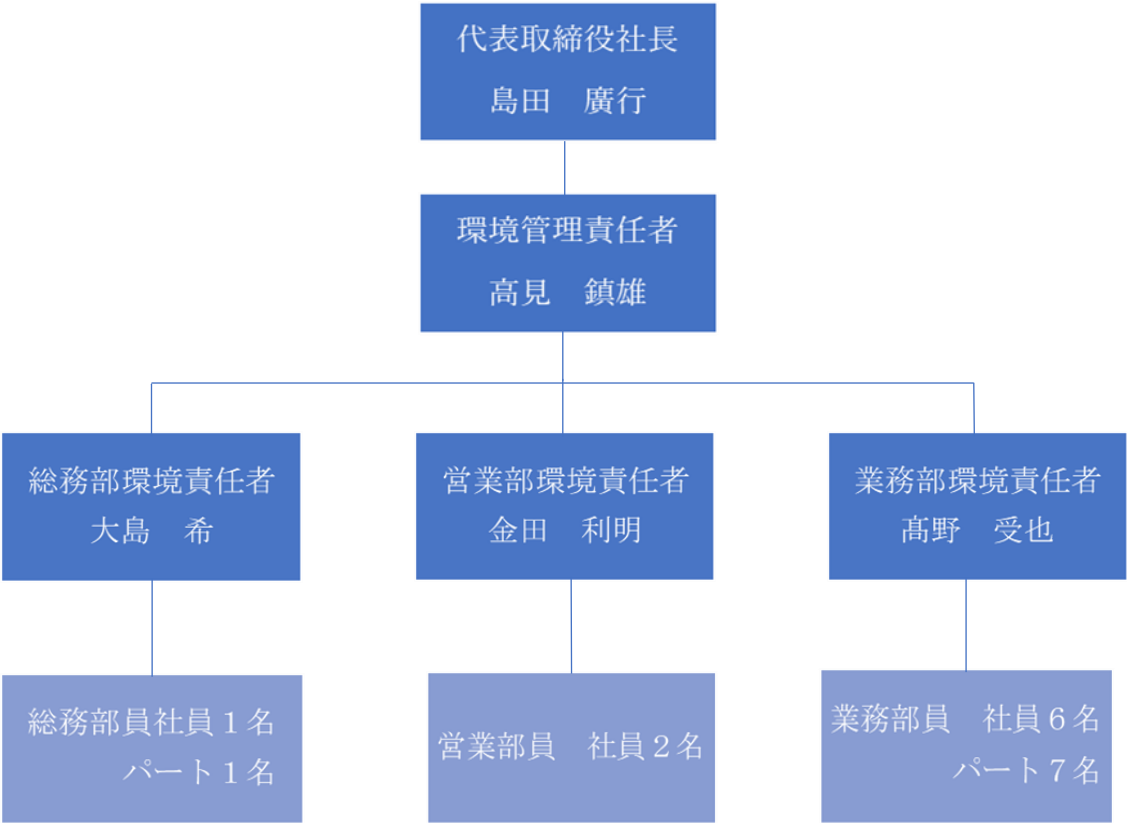 代表取締役社長
島田　廣行
環境管理責任者
高見　鎮雄
総務部環境責任者
大島　希
営業部環境責任者
金田　利明
業務部環境責任者
髙野　受也
総務部員社員１名
パート１名
営業部員　社員２名
業務部員　社員６名
パート７名